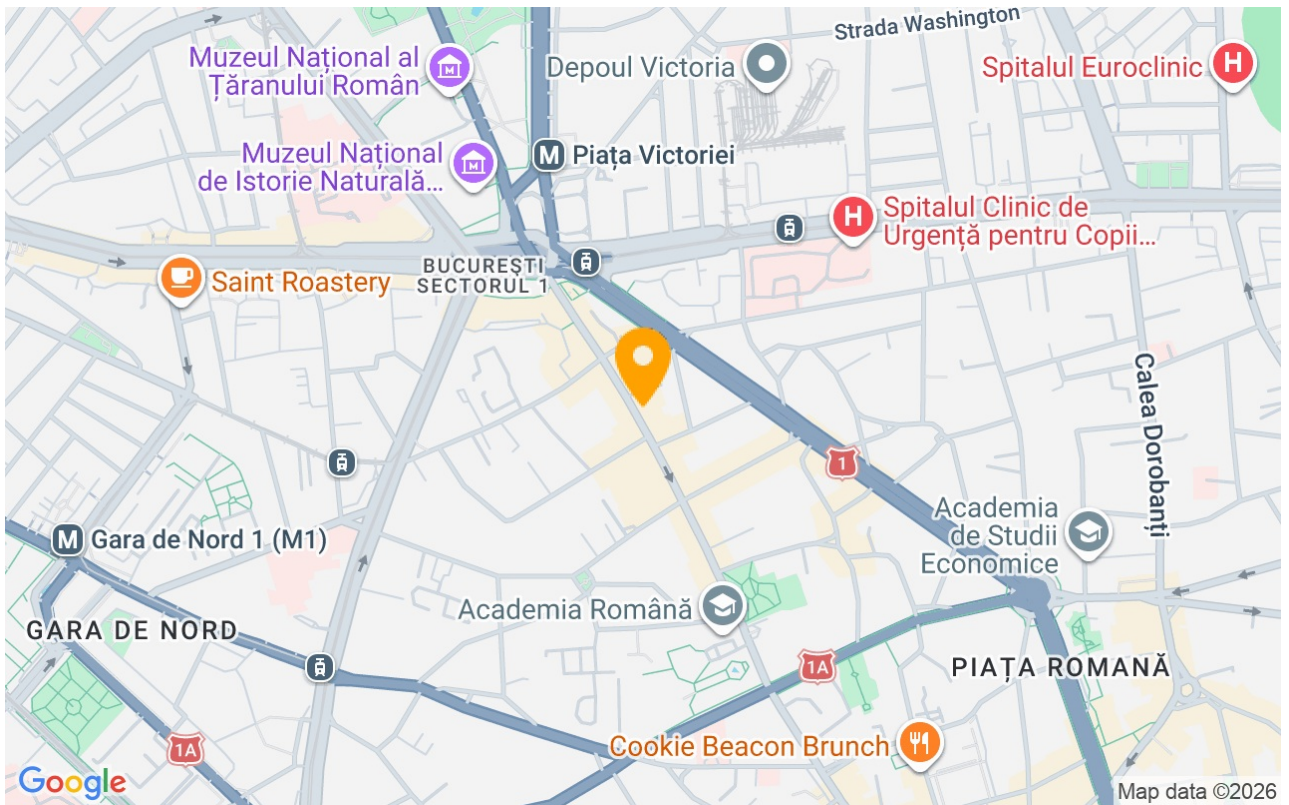 Strada Washington
Muzeul Național al
Țăranului Român
Depoul Victoria
Spitalul Euroclinic
H
M
Piața Victoriei
Muzeul Național
de Istorie Naturală...
H
Spitalul Clinic de
Urgență pentru Copii...
BUCUREȘTI
SECTORUL 1
Saint Roastery
Calea Dorobanți
1
Academia
de Studii
Economice
M
Gara de Nord 1 (M1)
Academia Română
GARA DE NORD
1A
PIAȚA ROMANĂ
1A
Cookie Beacon Brunch
Google
Map data ©2026